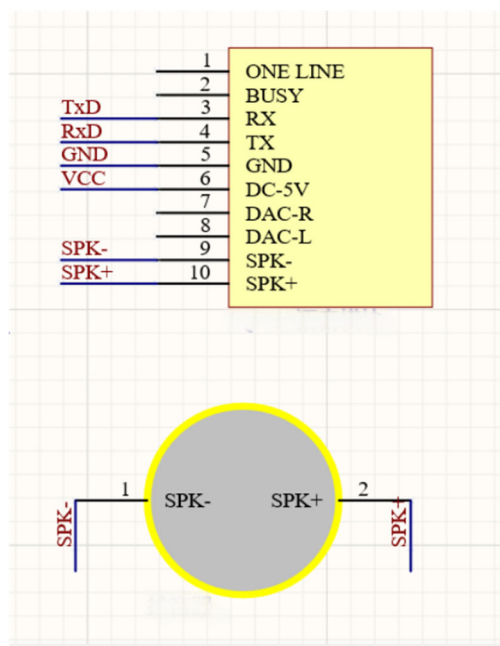 1 ONE LINE
2 BUSY
TxD 3 RX
RxD 4 TX
GND 5 GND
VCC 6 DC-5V
7 DAC-R
8 DAC-L
SPK- 9 SPK-
SPK+ 10 SPK+
SPK- 1 SPK- SPK+ 2 SPK+